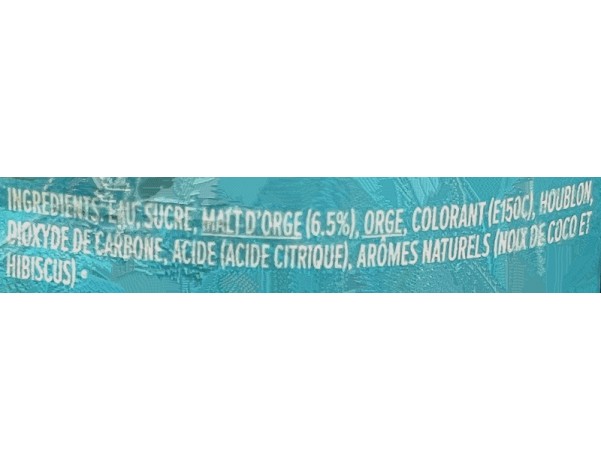 INGREDIENTS: EAU, SUCRE, MALT D'ORGE (6.5%), ORGE, COLORANT (E150C), HOUBLON,
DIOXYDE DE CARBONE, ACIDE (ACIDE CITRIQUE), ARÔMES NATURELS (NOIX DE COCO ET
HIBISCUS) •